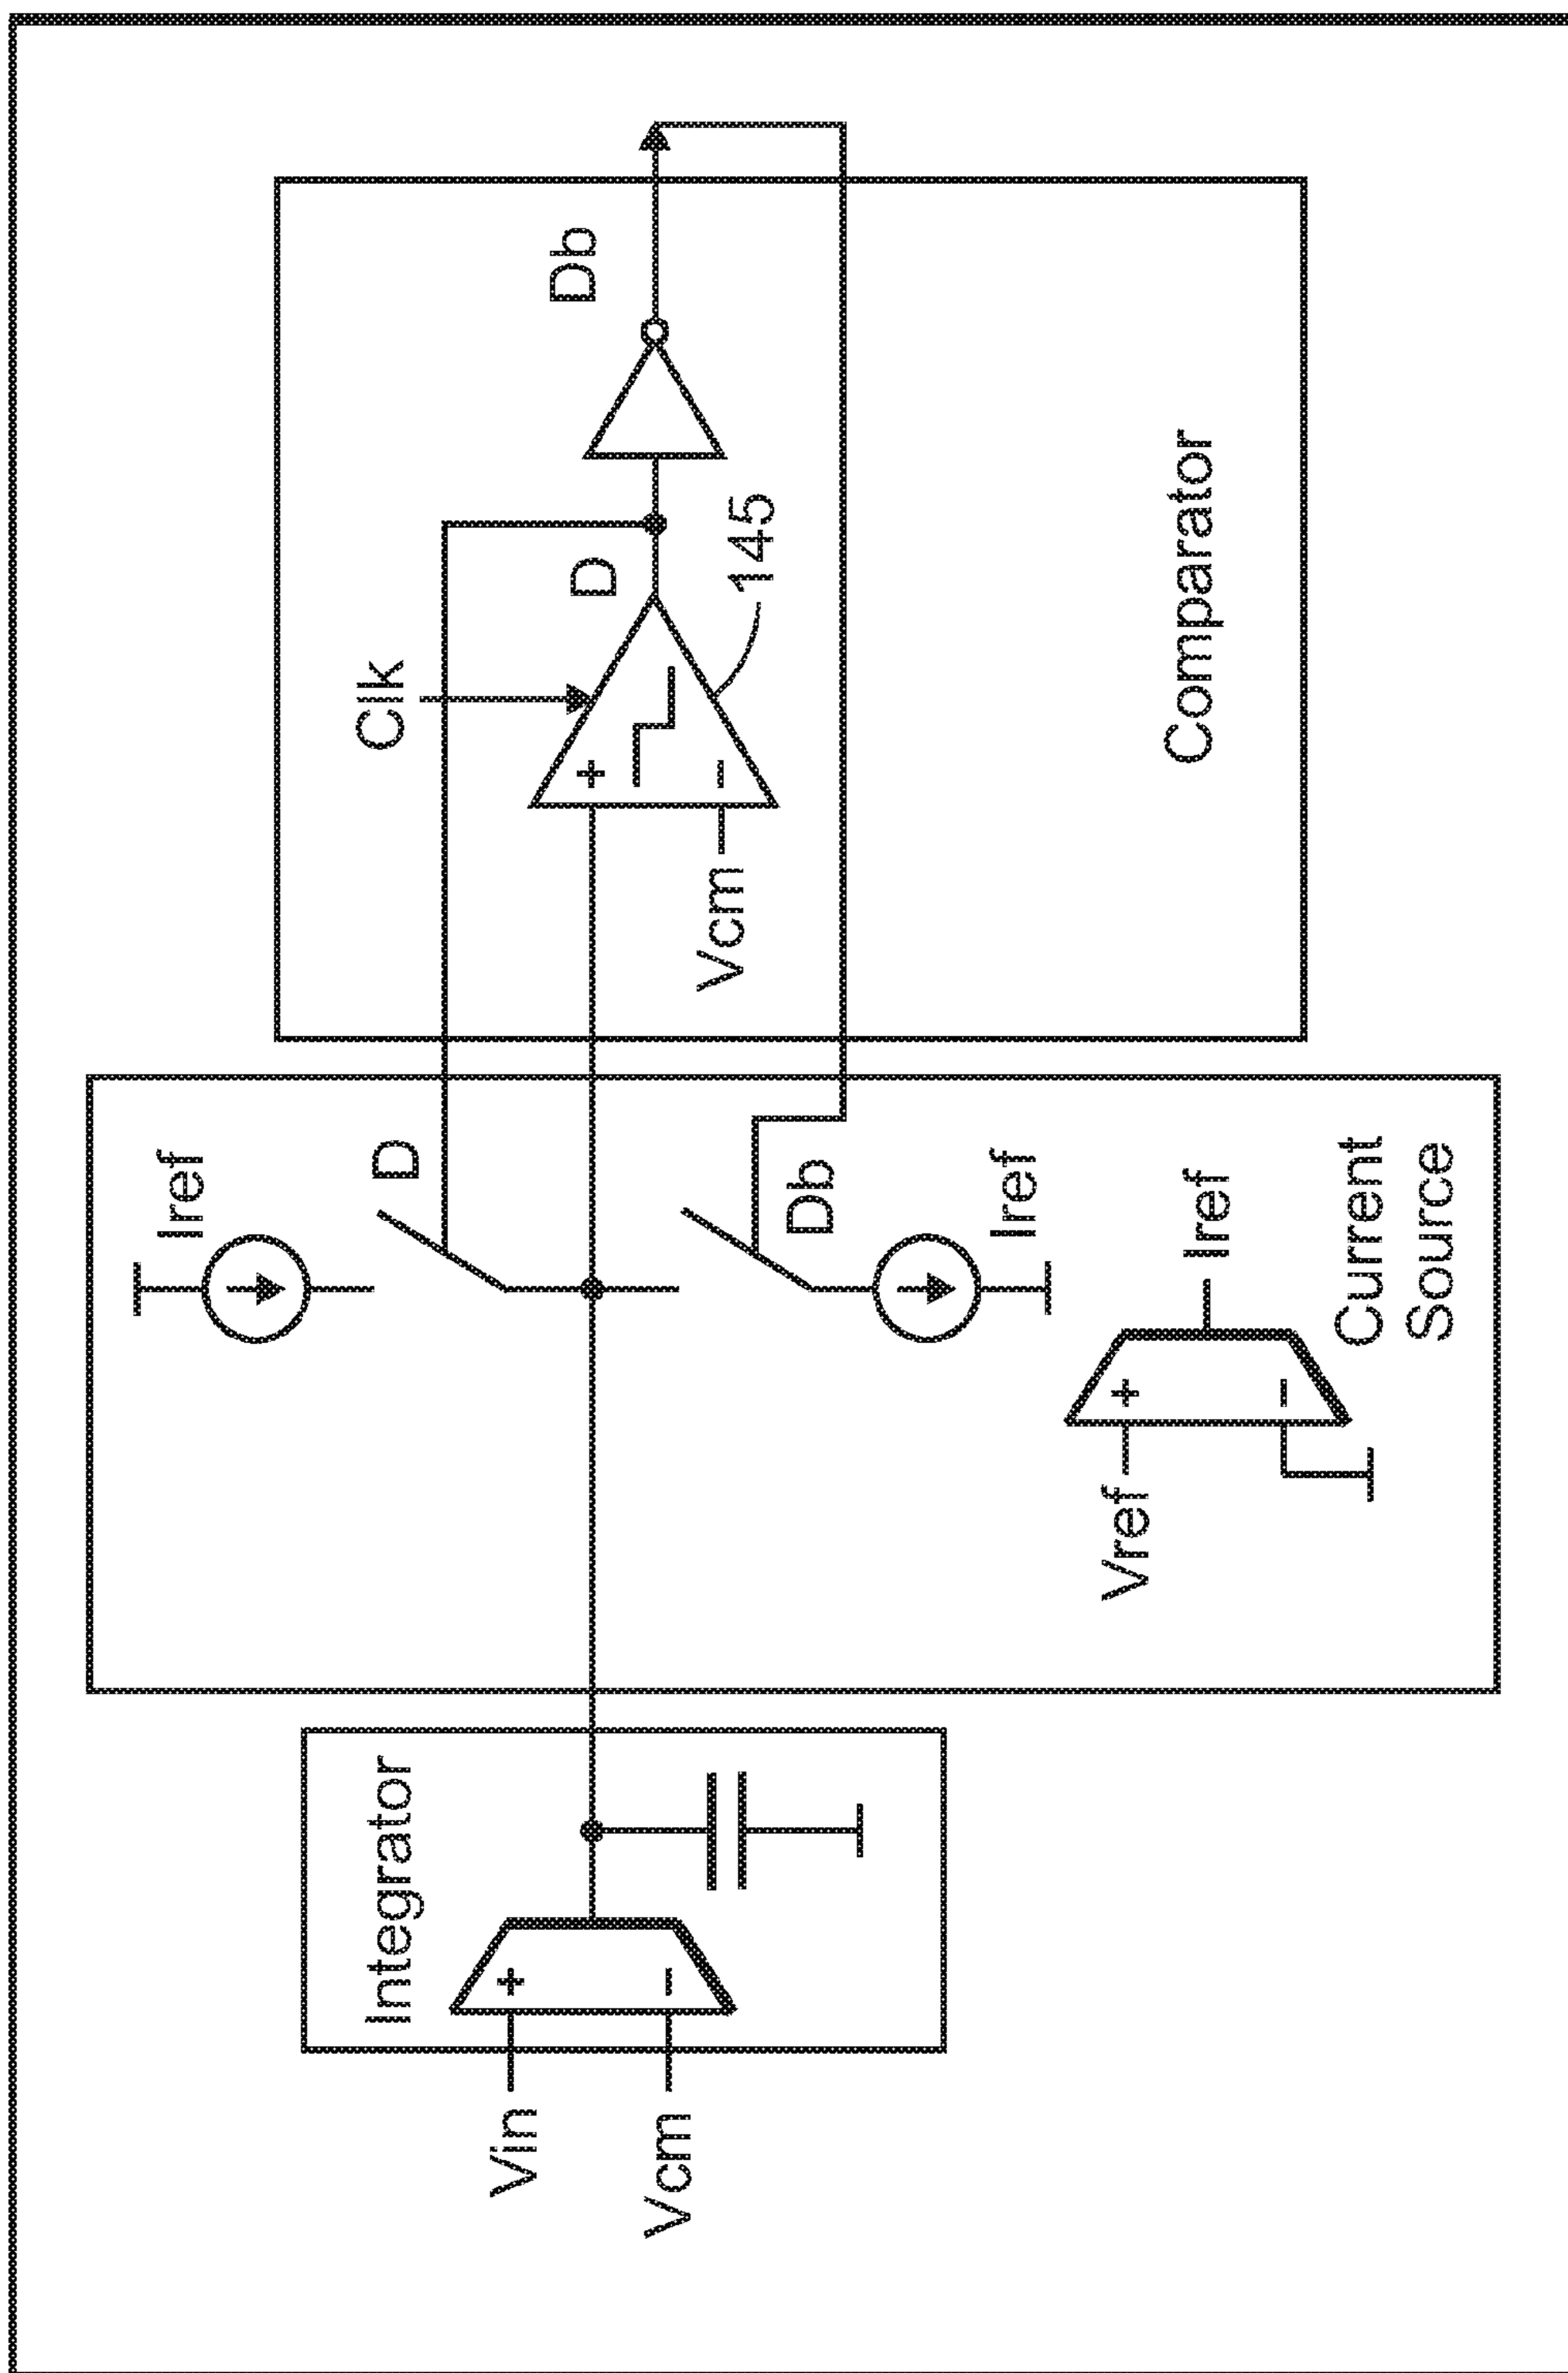 Integrator
Vin
Vcm
Iref
D
Db
Iref
Vref
Iref
Current
Source
Clk
D
Db
145
Vcm
Comparator
+
-
+
-
+
-